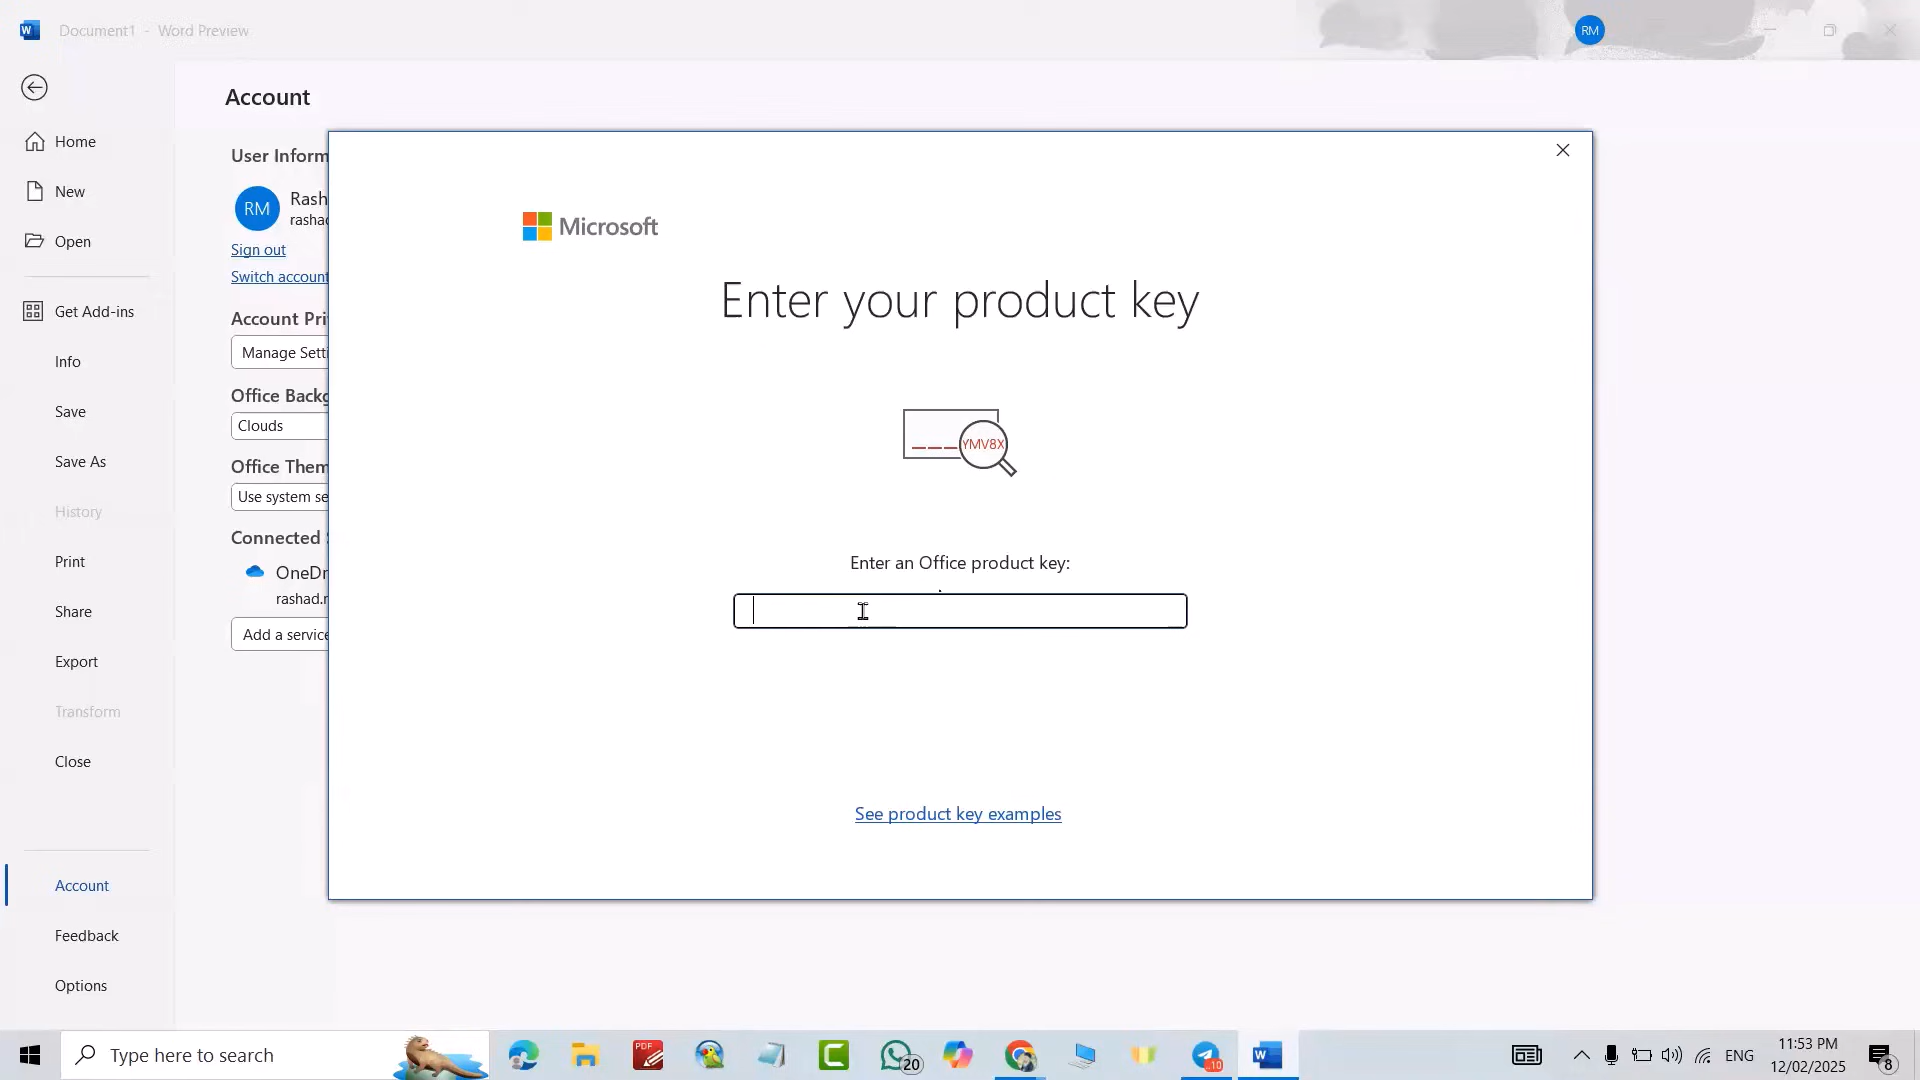 Document1 - Word Preview
RM
Account
Home
New
Open
Get Add-ins
Info
Save
Save As
History
Print
Share
Export
Transform
Close
Account
Feedback
Options
User Inform
RM
Rash
rashad
Sign out
Switch account
Account Pri
Manage Setti
Office Backg
Clouds
Office Them
Use system se
Connected
OneDr
rashad.r
Add a service
Microsoft
Enter your product key
YMV8X
Enter an Office product key:
See product key examples
Type here to search
PDF
20
..10
ENG
11:53 PM
12/02/2025
8